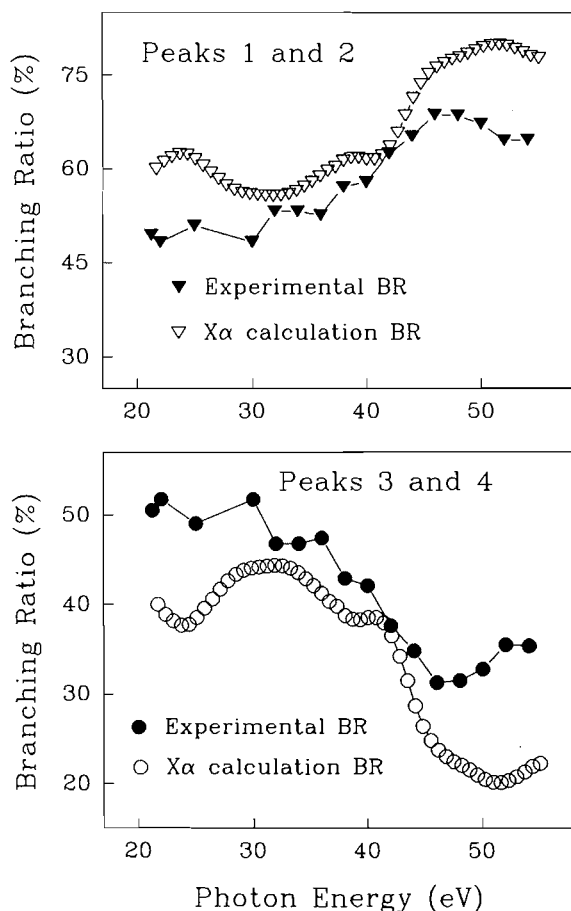 Peaks 1 and 2
Branching Ratio (%)
75
60
45
30
Experimental BR
Xα calculation BR
20 30 40 50
Peaks 3 and 4
Branching Ratio (%)
50
40
30
20
Experimental BR
Xα calculation BR
20 30 40 50
Photon Energy (eV)